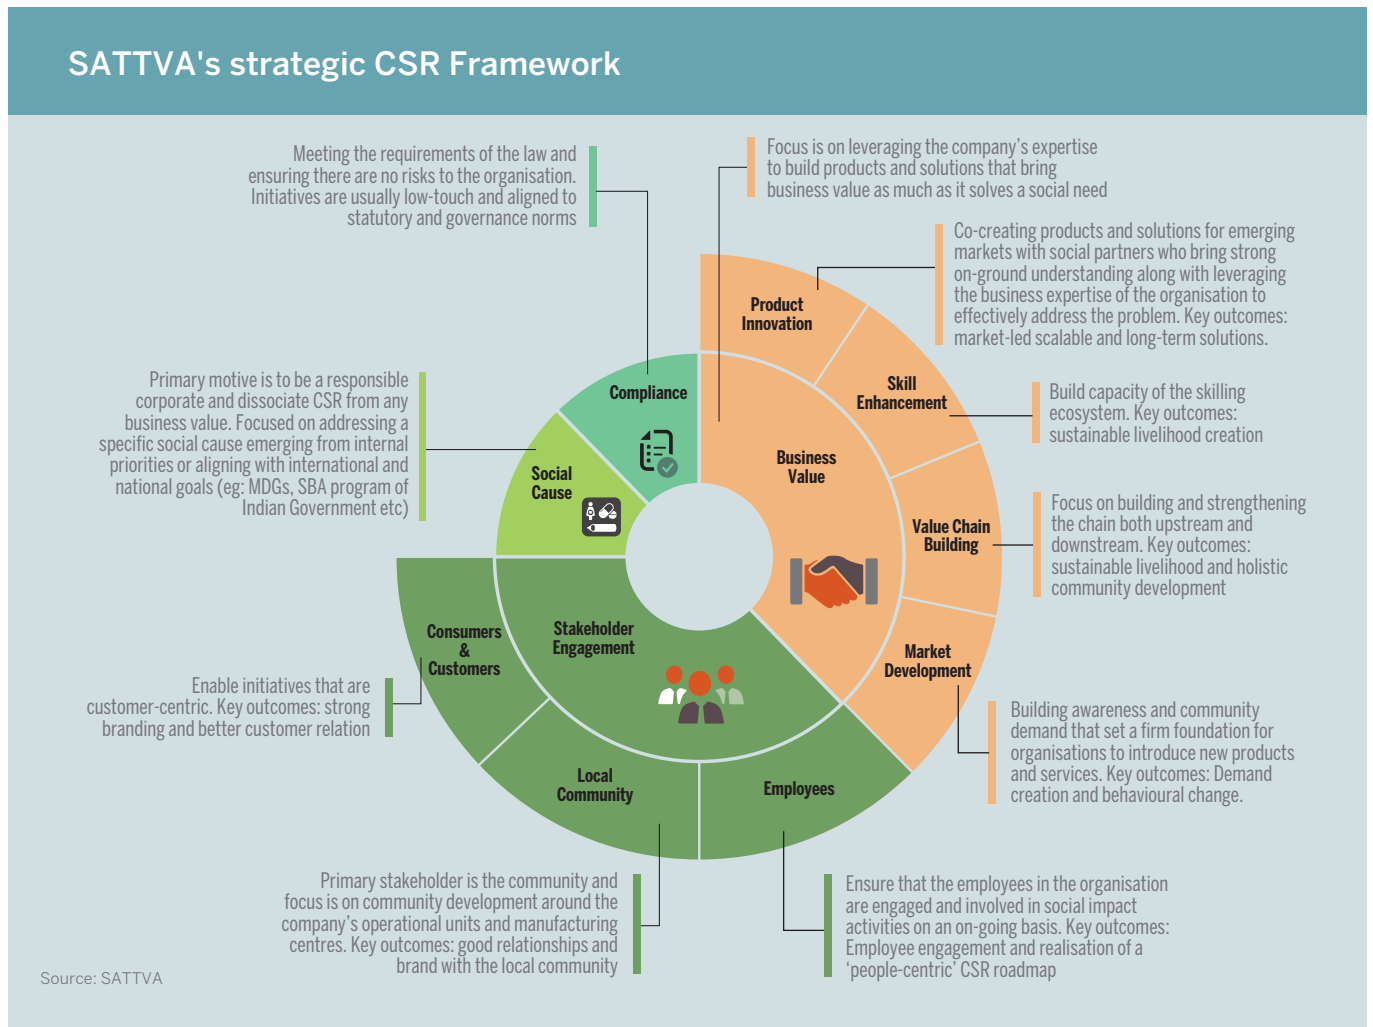 SATTVA's strategic CSR Framework
Meeting the requirements of the law and
ensuring there are no risks to the organisation.
Initiatives are usually low-touch and aligned to
statutory and governance norms
Focus is on leveraging the company's expertise
to build products and solutions that bring
business value as much as it solves a social need
Co-creating products and solutions for emerging
markets with social partners who bring strong
on-ground understanding along with leveraging
the business expertise of the organisation to
effectively address the problem. Key outcomes:
market-led scalable and long-term solutions.
Product
Innovation
Skill
Enhancement
Build capacity of the skilling
ecosystem. Key outcomes:
sustainable livelihood creation
Compliance
Primary motive is to be a responsible
corporate and dissociate CSR from any
business value. Focused on addressing a
specific social cause emerging from internal
priorities or aligning with international and
national goals (eg: MDGs, SBA program of
Indian Government etc)
Social
Cause
Business
Value
Value Chain
Building
Focus on building and strengthening
the chain both upstream and
downstream. Key outcomes:
sustainable livelihood and holistic
community development
Consumers
&
Customers
Stakeholder
Engagement
Market
Development
Enable initiatives that are
customer-centric. Key outcomes: strong
branding and better customer relation
Building awareness and community
demand that set a firm foundation for
organisations to introduce new products
and services. Key outcomes: Demand
creation and behavioural change.
Local
Community
Employees
Primary stakeholder is the community and
focus is on community development around the
company's operational units and manufacturing
centres. Key outcomes: good relationships and
brand with the local community
Ensure that the employees in the organisation
are engaged and involved in social impact
activities on an on-going basis. Key outcomes:
Employee engagement and realisation of a
‘people-centric’ CSR roadmap
Source: SATTVA